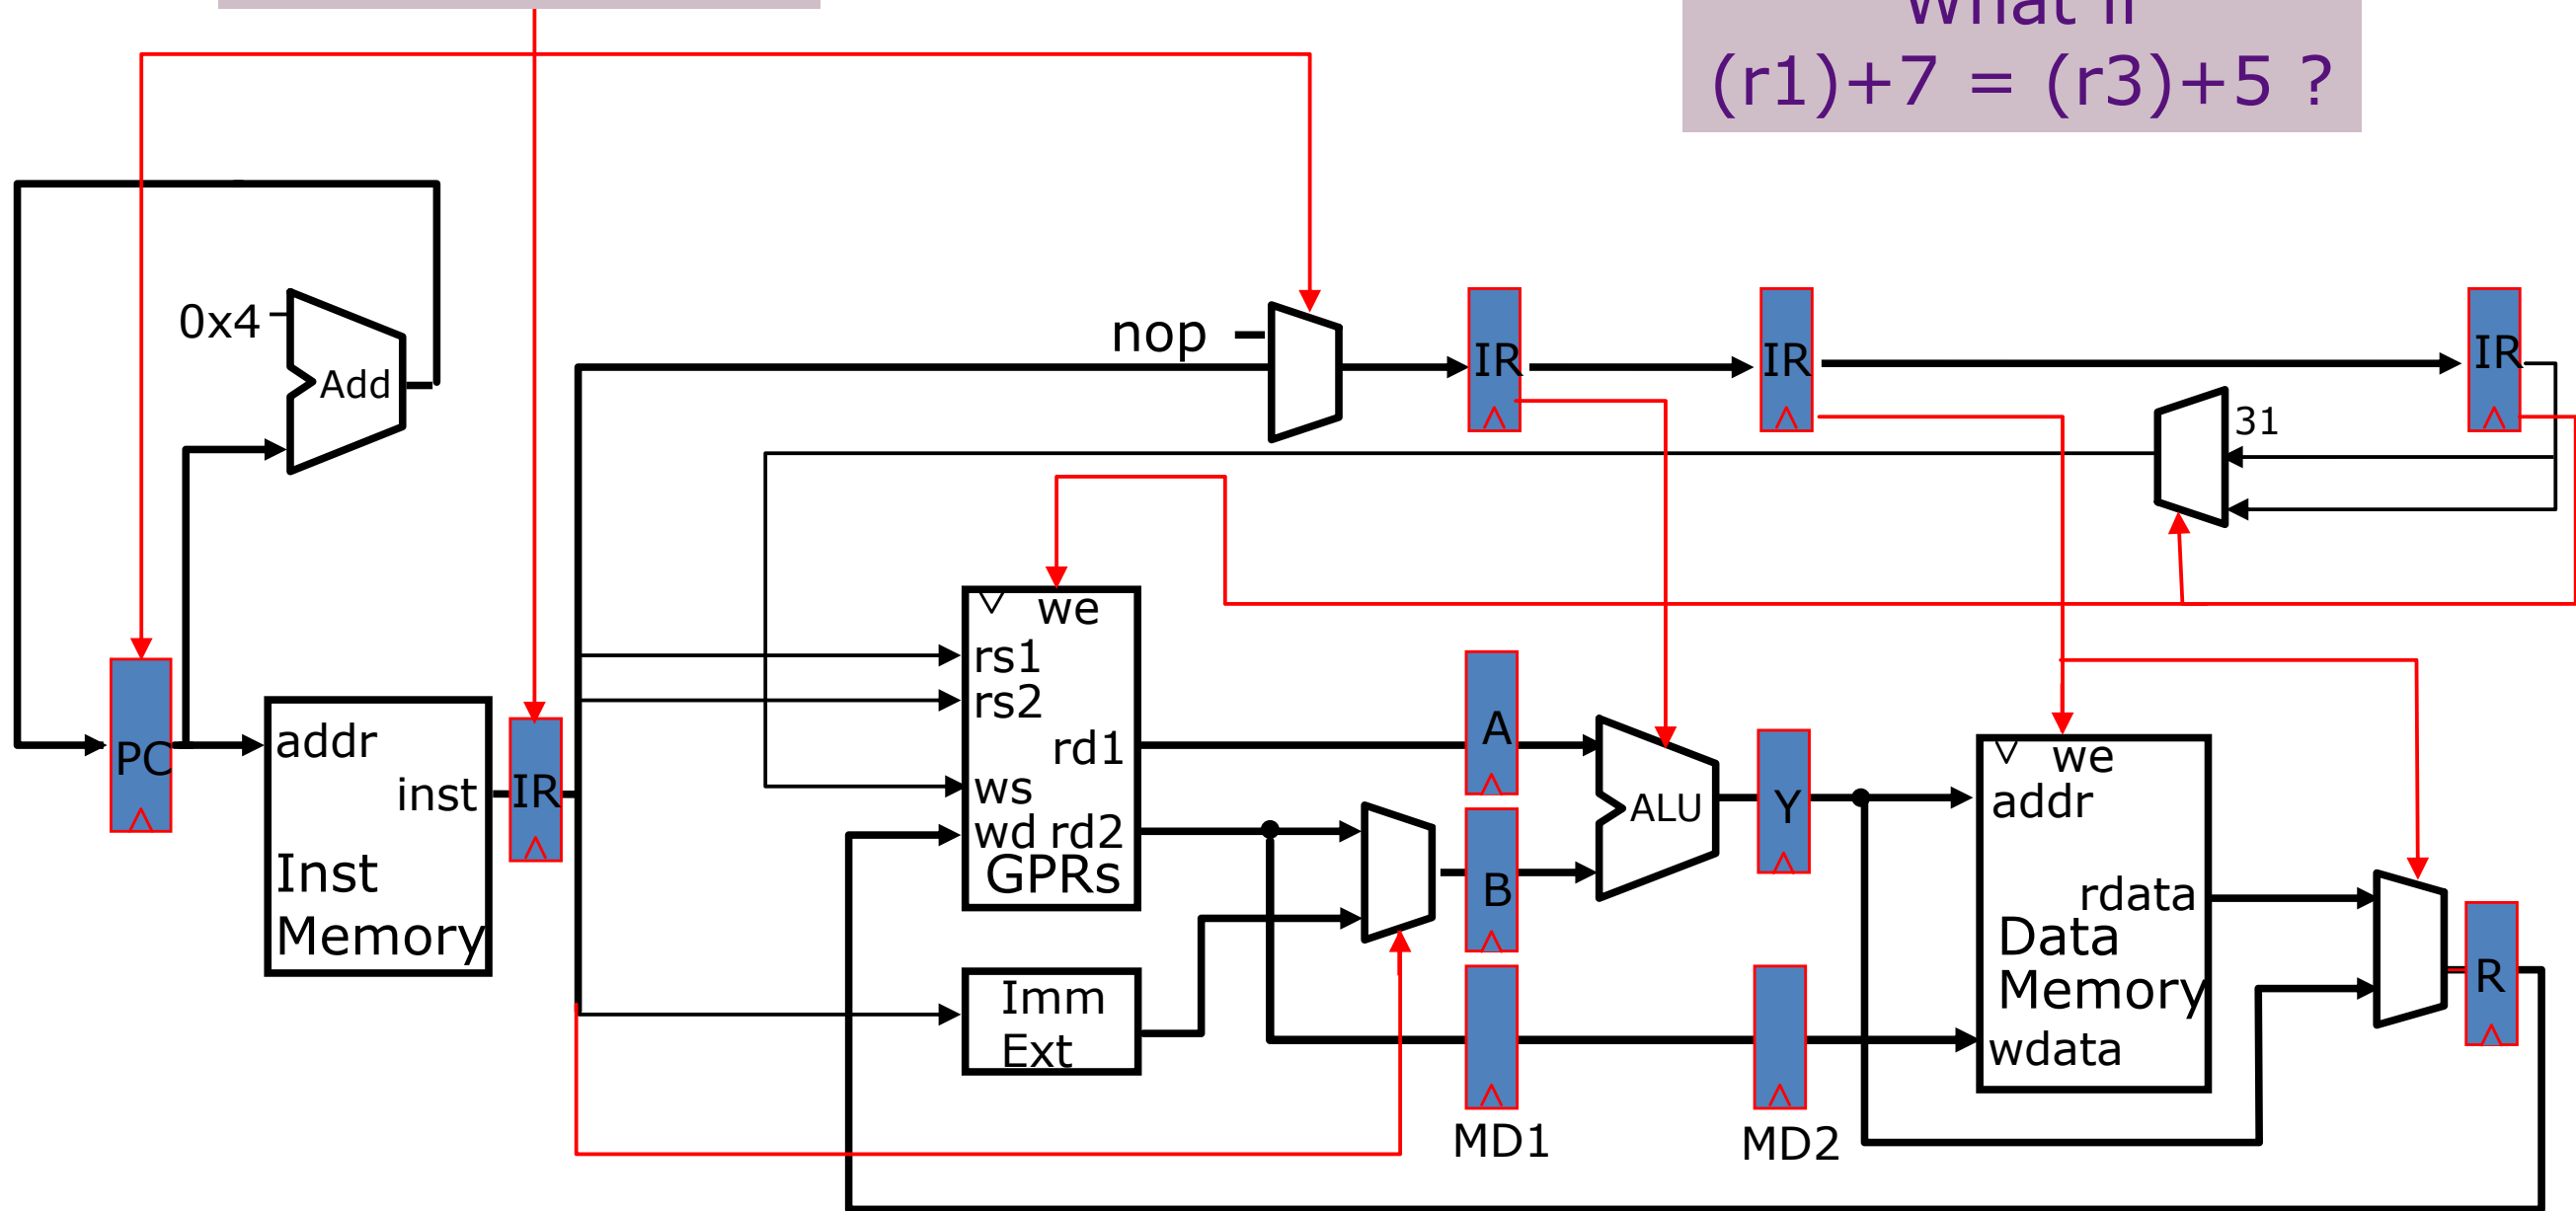 What if
(r1)+7 = (r3)+5 ?
0x4
Add
nop
IR
IR
IR
31
we
rs1
rs2
rd1
ws
wd rd2
GPRs
PC
addr
inst
Inst
Memory
IR
A
B
ALU
Y
we
addr
rdata
Data
Memory
wdata
R
Imm
Ext
MD1
MD2